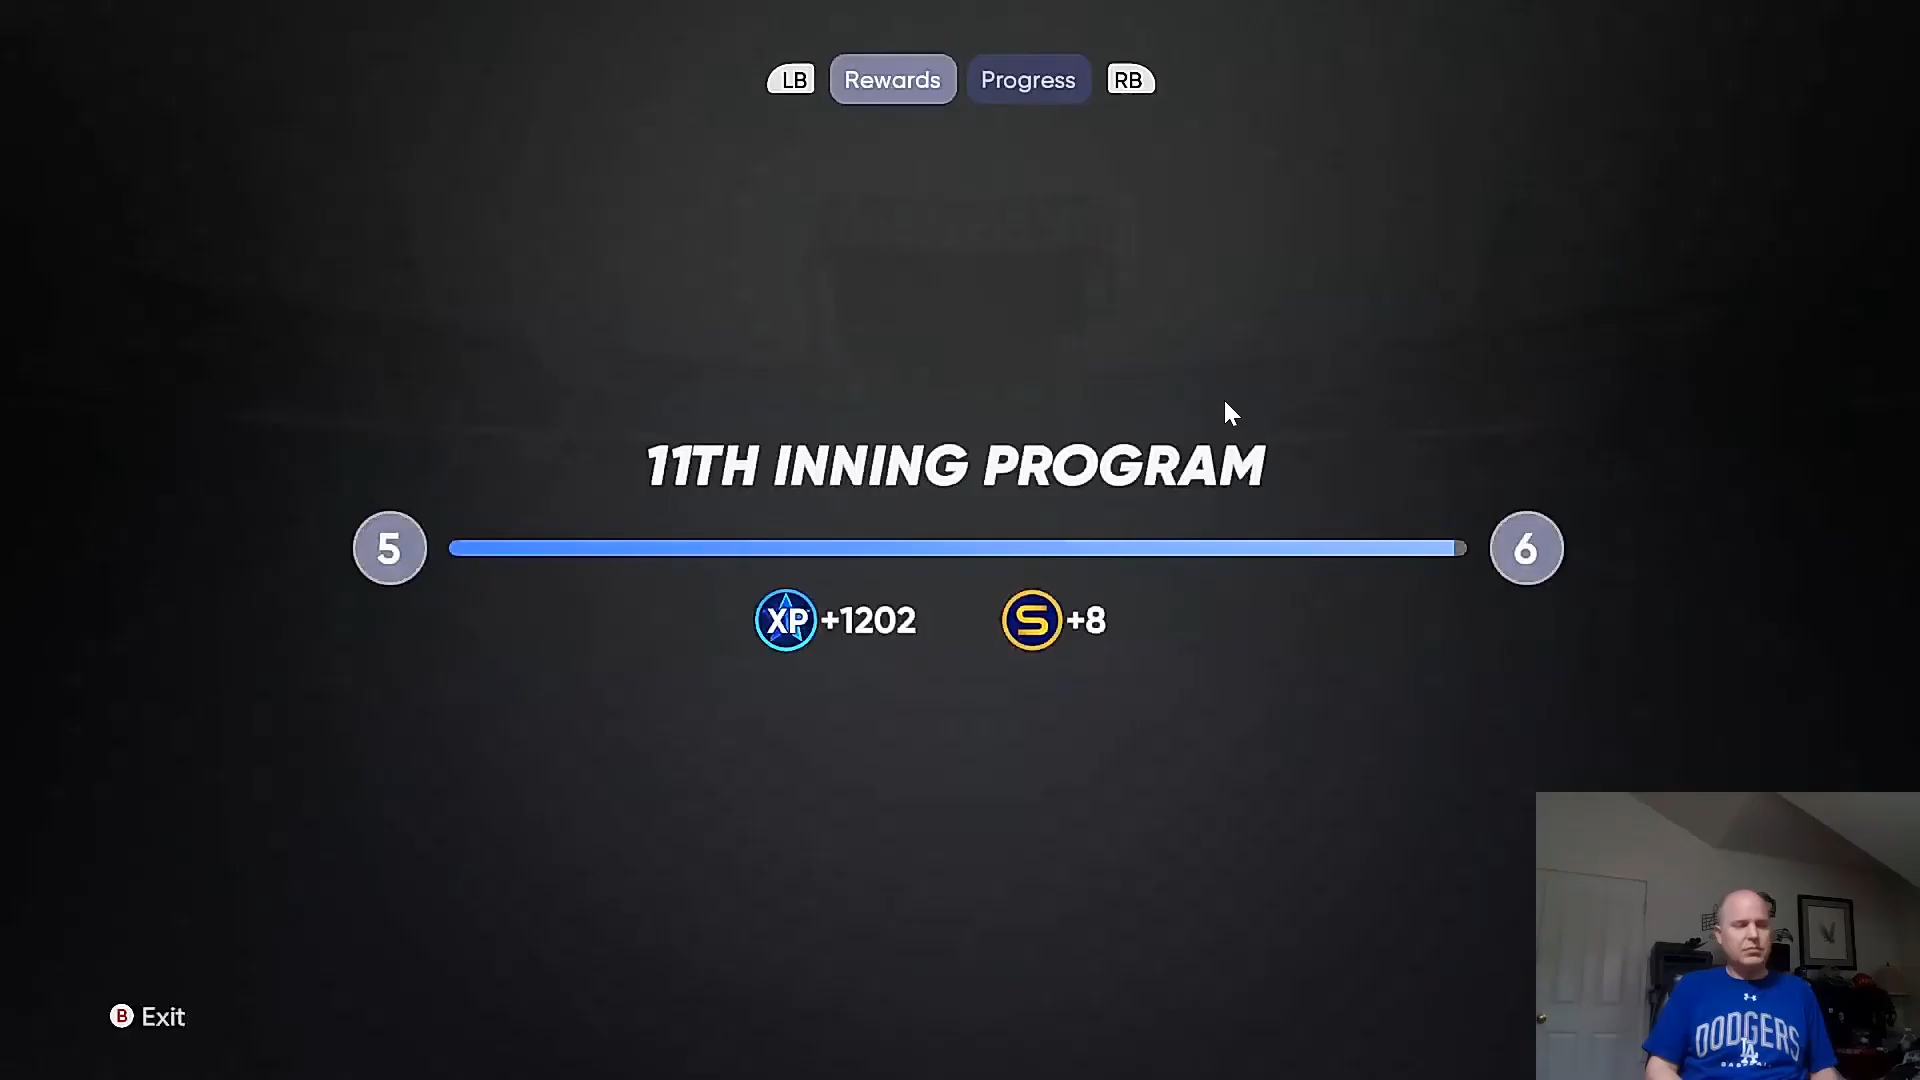 LB Rewards Progress RB
11TH INNING PROGRAM
5 6
XP +1202 S +8
B Exit
DODGERS
LA